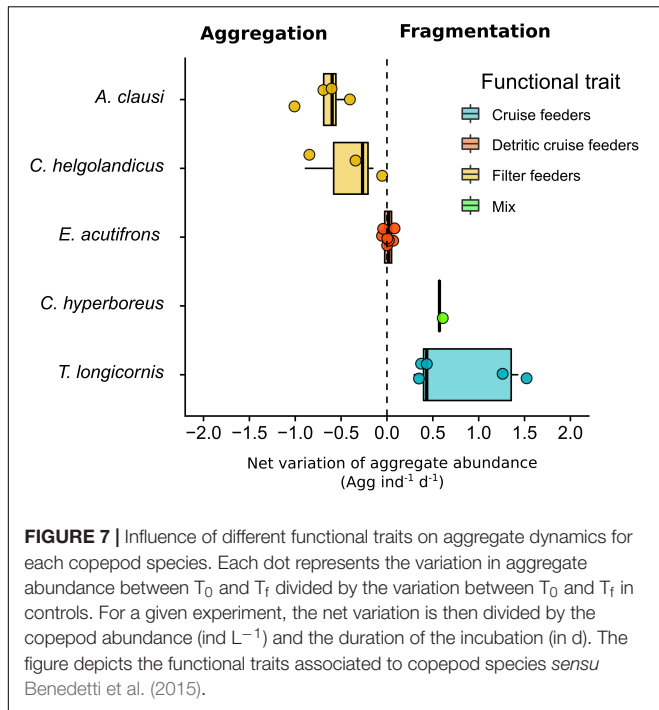 Aggregation Fragmentation
Functional trait
Cruise feeders
Detritic cruise feeders
Filter feeders
Mix
A. clausi
C. helgolandicus
E. acutifrons
C. hyperboreus
T. longicornis
−2.0 −1.5 −1.0 −0.5 0.0 0.5 1.0 1.5 2.0
Net variation of aggregate abundance
(Agg ind⁻¹ d⁻¹)
FIGURE 7 | Influence of different functional traits on aggregate dynamics for
each copepod species. Each dot represents the variation in aggregate
abundance between T₀ and T_f divided by the variation between T₀ and T_f in
controls. For a given experiment, the net variation is then divided by the
copepod abundance (ind L⁻¹) and the duration of the incubation (in d). The
figure depicts the functional traits associated to copepod species sensu
Benedetti et al. (2015).